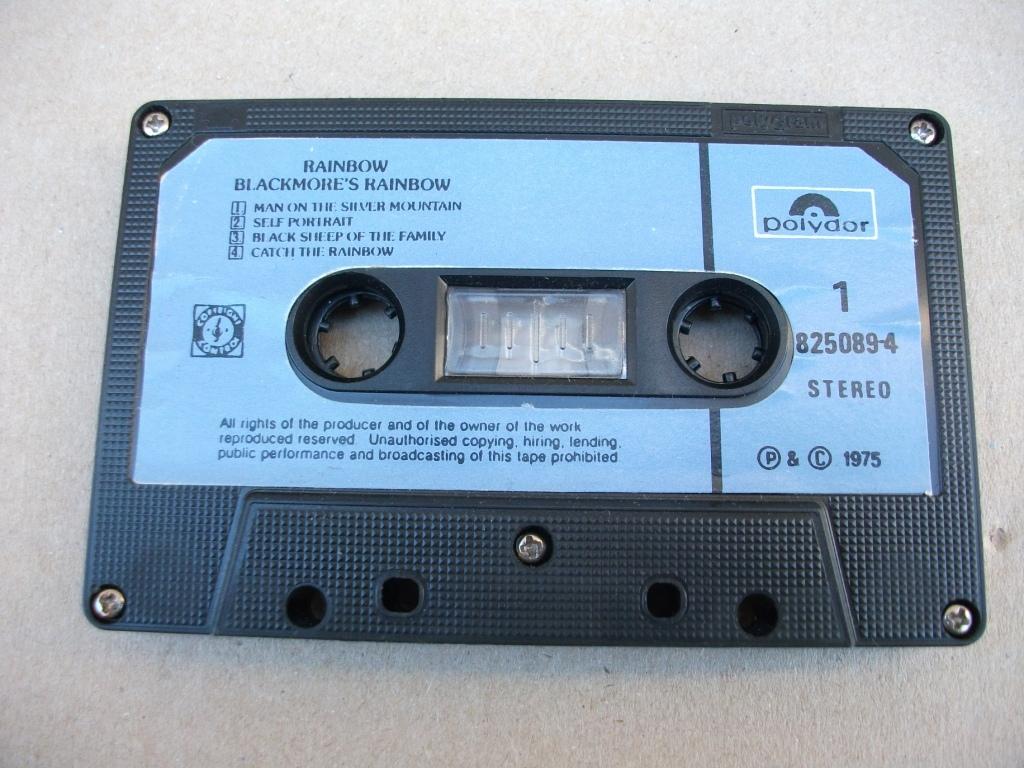 polygram
RAINBOW
BLACKMORE'S RAINBOW
1 MAN ON THE SILVER MOUNTAIN
2 SELF PORTRAIT
3 BLACK SHEEP OF THE FAMILY
4 CATCH THE RAINBOW
polydor
1
825089-4
STEREO
COPYRIGHT
CONTROL
All rights of the producer and of the owner of the work
reproduced reserved. Unauthorised copying, hiring, lending,
public performance and broadcasting of this tape prohibited
℗ & © 1975